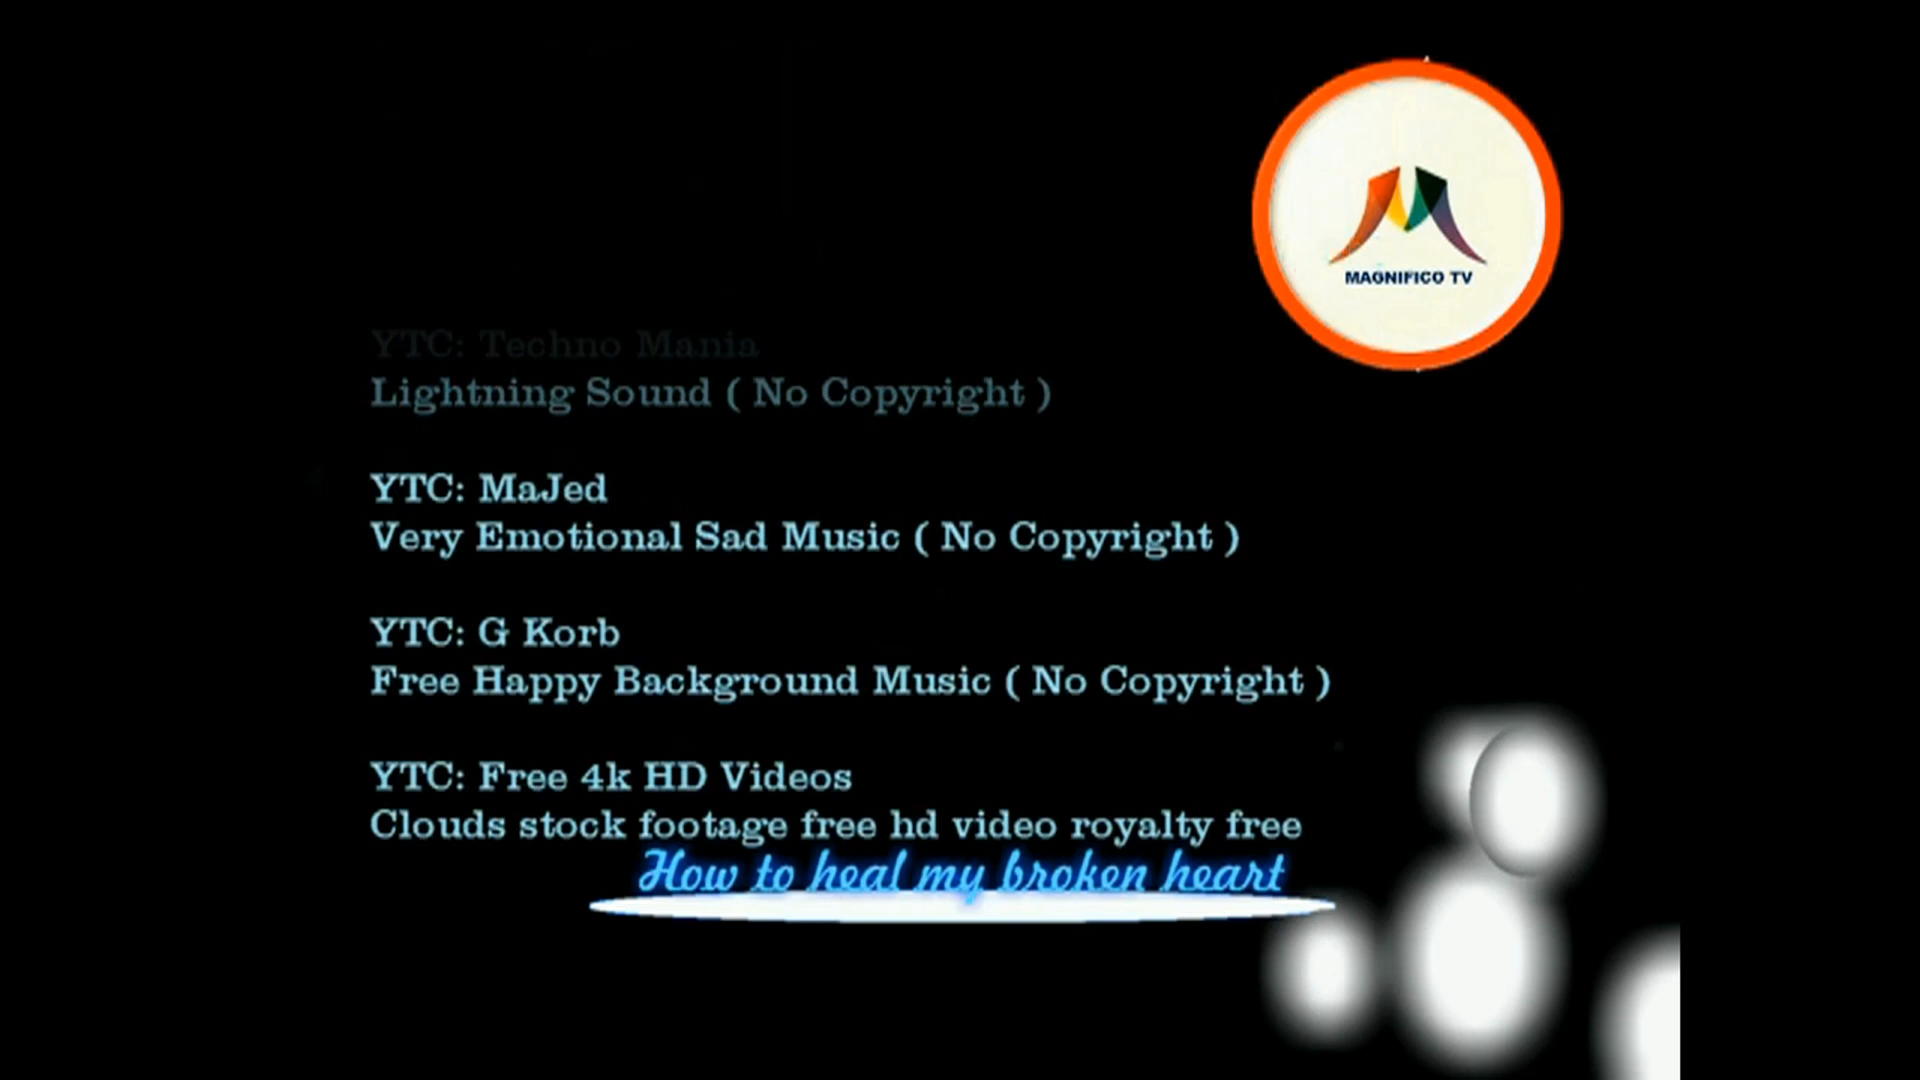 MAGNIFICO TV
YTC: Techno Mania
Lightning Sound ( No Copyright )
YTC: MaJed
Very Emotional Sad Music ( No Copyright )
YTC: G Korb
Free Happy Background Music ( No Copyright )
YTC: Free 4k HD Videos
Clouds stock footage free hd video royalty free
How to heal my broken heart